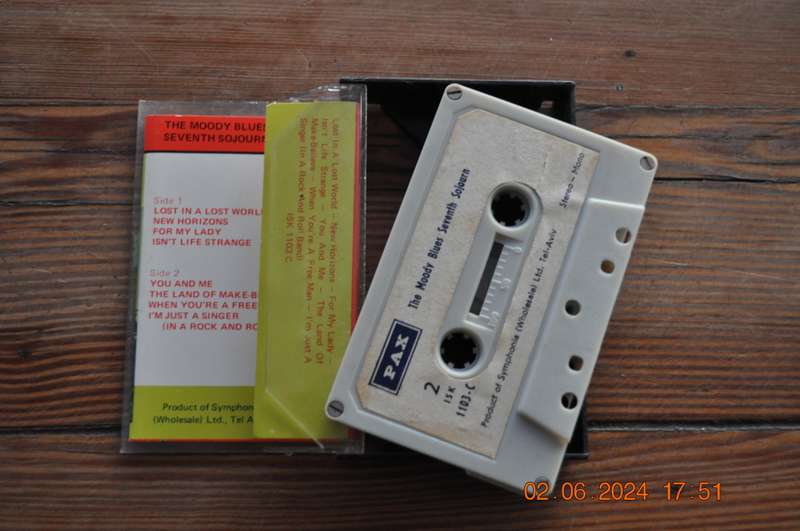 THE MOODY BLUES
SEVENTH SOJOURN
Side 1
LOST IN A LOST WORLD
NEW HORIZONS
FOR MY LADY
ISN'T LIFE STRANGE
Side 2
YOU AND ME
THE LAND OF MAKE-B
WHEN YOU'RE A FREE
I'M JUST A SINGER
(IN A ROCK AND RO
Product of Symphon
(Wholesale) Ltd., Tel A
Lost In A Lost World – New Horizons – For My Lady –
Isn't Life Strange – You And Me – The Land Of
Make-Believe – When You're A Free Man – I'm Just A
Singer (In A Rock And Roll Band)
ISK 1103 C
The Moody Blues Seventh Sojourn
Stereo – Mono
PAX
2
ISK
1103-C
Product of Symphonia (Wholesale) Ltd. Tel-Aviv
100
50
0
02.06.2024 17:51